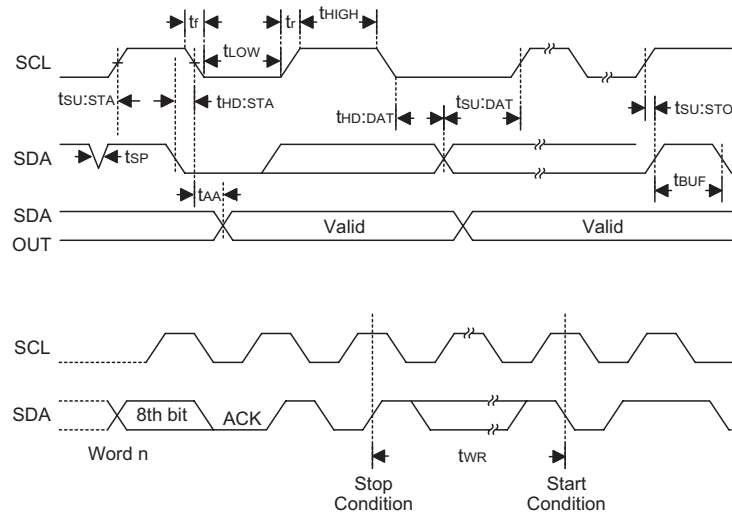 tf tr tHIGH
SCL tLOW
tSU:STA tHD:STA tHD:DAT tSU:DAT tSU:STO
SDA tSP tBUF
tAA
SDA
OUT Valid Valid
SCL
SDA 8th bit ACK
Word n tWR
Stop
Condition
Start
Condition